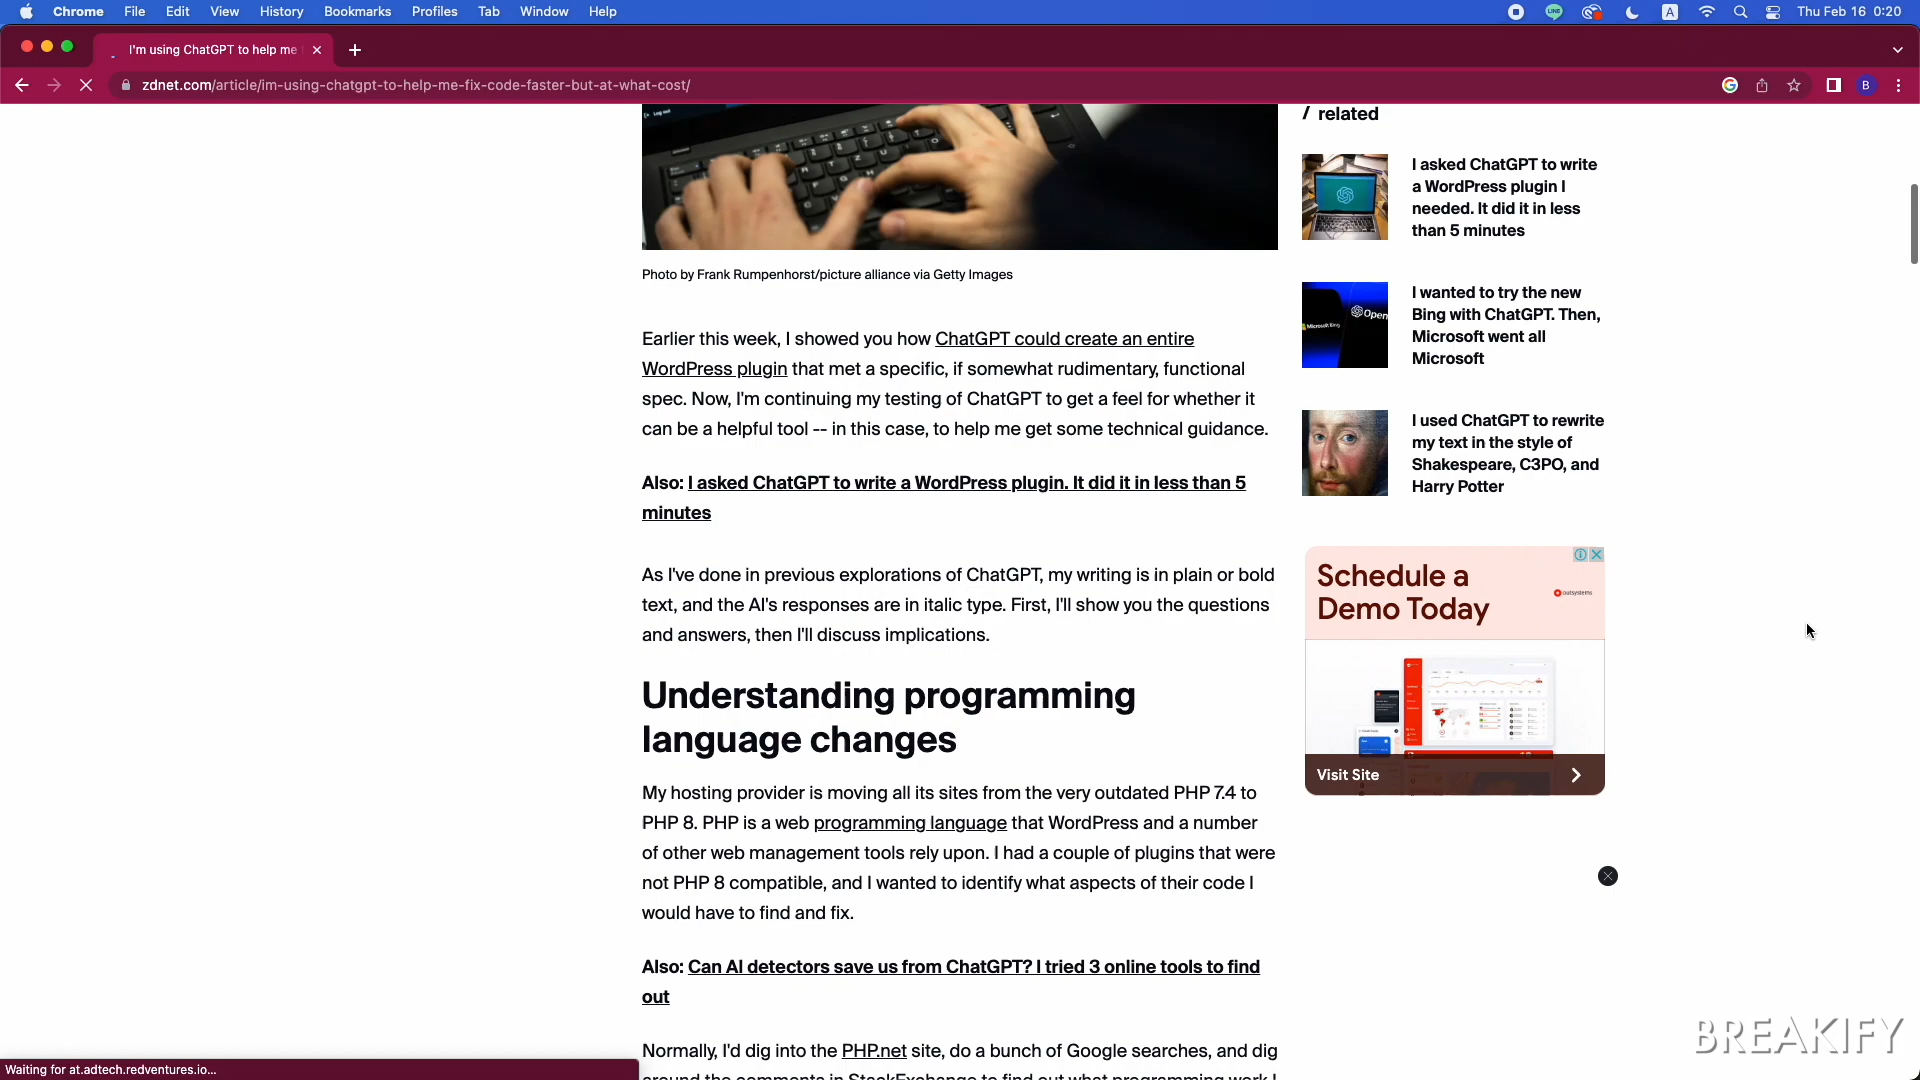 Chrome File Edit View History Bookmarks Profiles Tab Window Help
LINE
A
Thu Feb 16 0:20
I'm using ChatGPT to help me
zdnet.com/article/im-using-chatgpt-to-help-me-fix-code-faster-but-at-what-cost/
B
Log out
Photo by Frank Rumpenhorst/picture alliance via Getty Images
Earlier this week, I showed you how ChatGPT could create an entire
WordPress plugin that met a specific, if somewhat rudimentary, functional
spec. Now, I'm continuing my testing of ChatGPT to get a feel for whether it
can be a helpful tool -- in this case, to help me get some technical guidance.
Also: I asked ChatGPT to write a WordPress plugin. It did it in less than 5
minutes
As I've done in previous explorations of ChatGPT, my writing is in plain or bold
text, and the AI's responses are in italic type. First, I'll show you the questions
and answers, then I'll discuss implications.
Understanding programming
language changes
My hosting provider is moving all its sites from the very outdated PHP 7.4 to
PHP 8. PHP is a web programming language that WordPress and a number
of other web management tools rely upon. I had a couple of plugins that were
not PHP 8 compatible, and I wanted to identify what aspects of their code I
would have to find and fix.
Also: Can AI detectors save us from ChatGPT? I tried 3 online tools to find
out
Normally, I'd dig into the PHP.net site, do a bunch of Google searches, and dig
around the comments in StackExchange to find out what programming work I
/ related
I asked ChatGPT to write
a WordPress plugin I
needed. It did it in less
than 5 minutes
Microsoft Bing
Open
I wanted to try the new
Bing with ChatGPT. Then,
Microsoft went all
Microsoft
I used ChatGPT to rewrite
my text in the style of
Shakespeare, C3PO, and
Harry Potter
Schedule a
Demo Today
outsystems
Visit Site
BREAKIFY
Waiting for at.adtech.redventures.io...